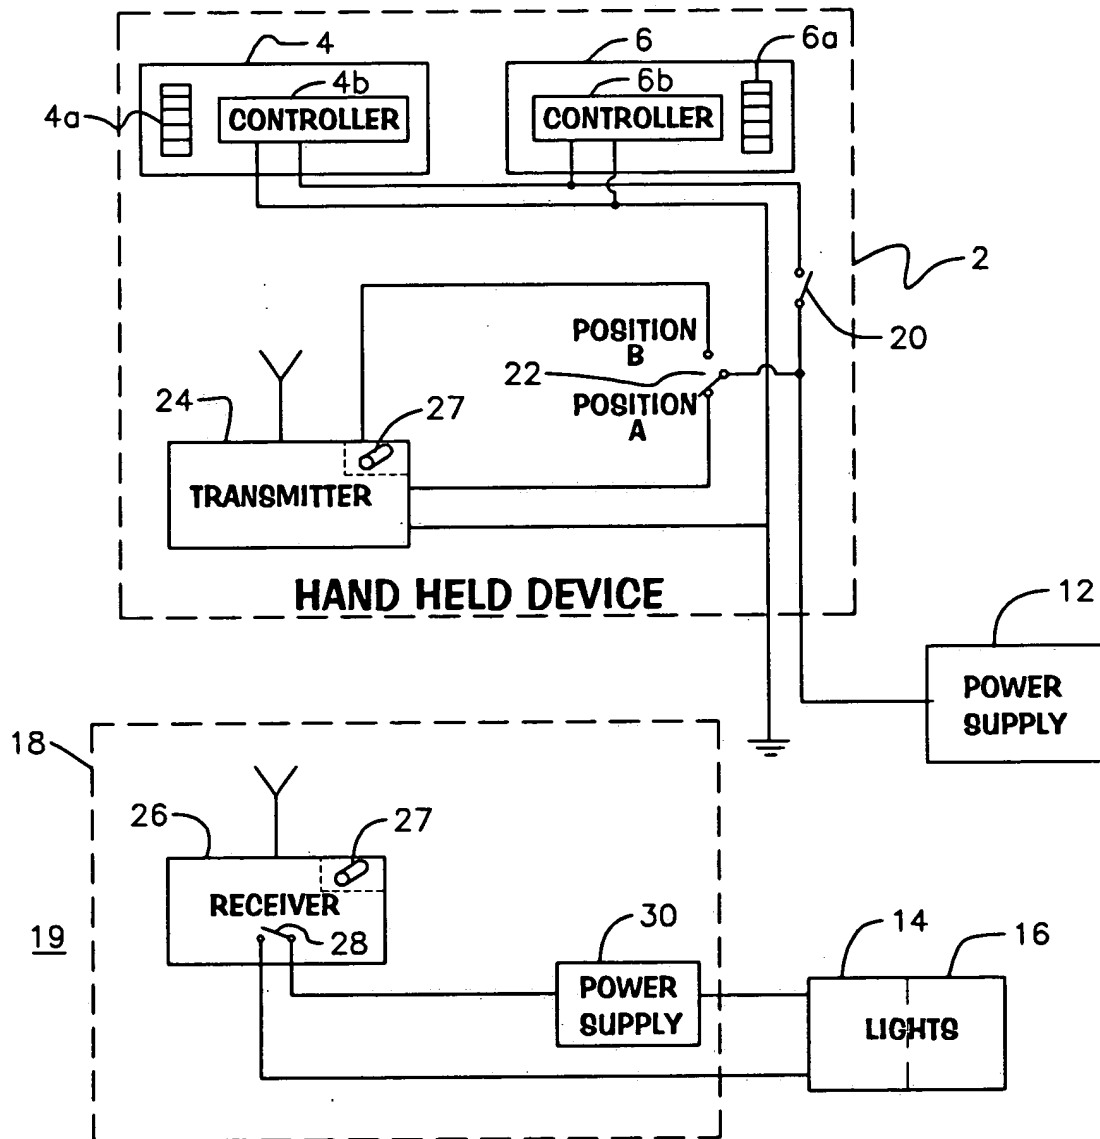 4
6
6a
4b
6b
4a
CONTROLLER
CONTROLLER
2
20
POSITION
B
22
POSITION
A
24
27
TRANSMITTER
HAND HELD DEVICE
12
POWER
SUPPLY
18
26
27
RECEIVER
28
19
30
14
16
POWER
SUPPLY
LIGHTS